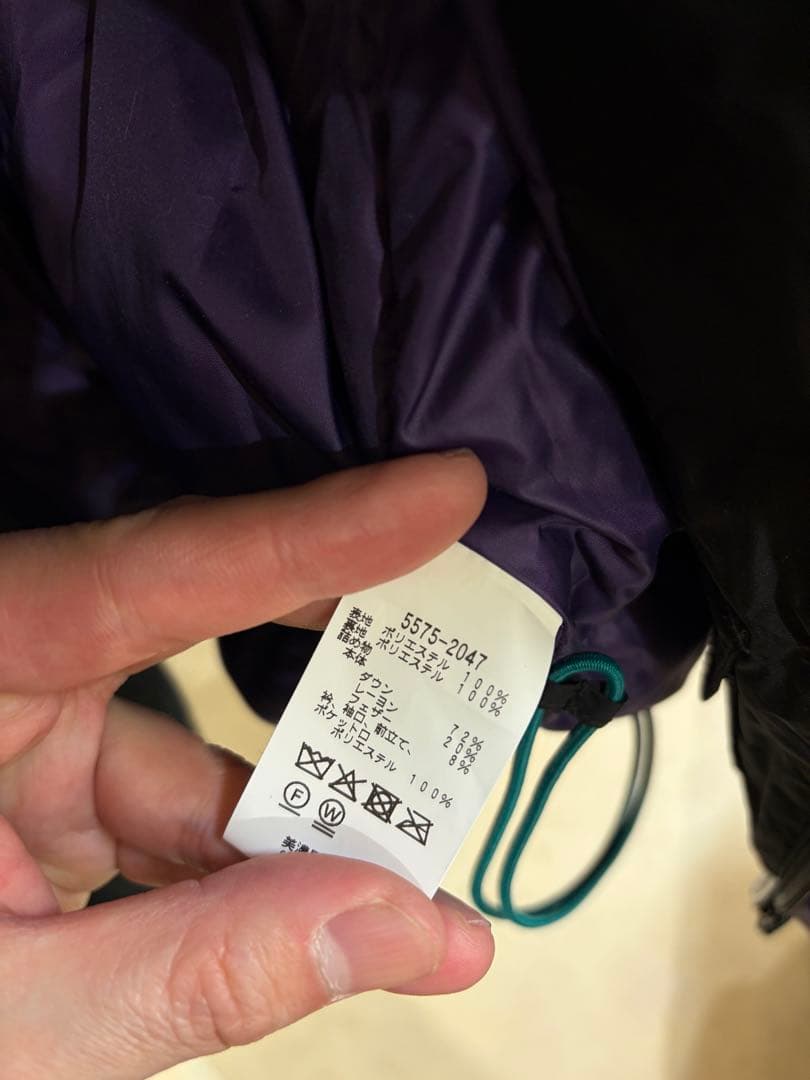 5575-2047
表地 ポリエステル 100%
裏地 ポリエステル 100%
詰め物
本体
ダウン 72%
レーヨン 20%
フェザー 8%
衿、袖口、前立て、
ポケット口
ポリエステル 100%
F W
美濃